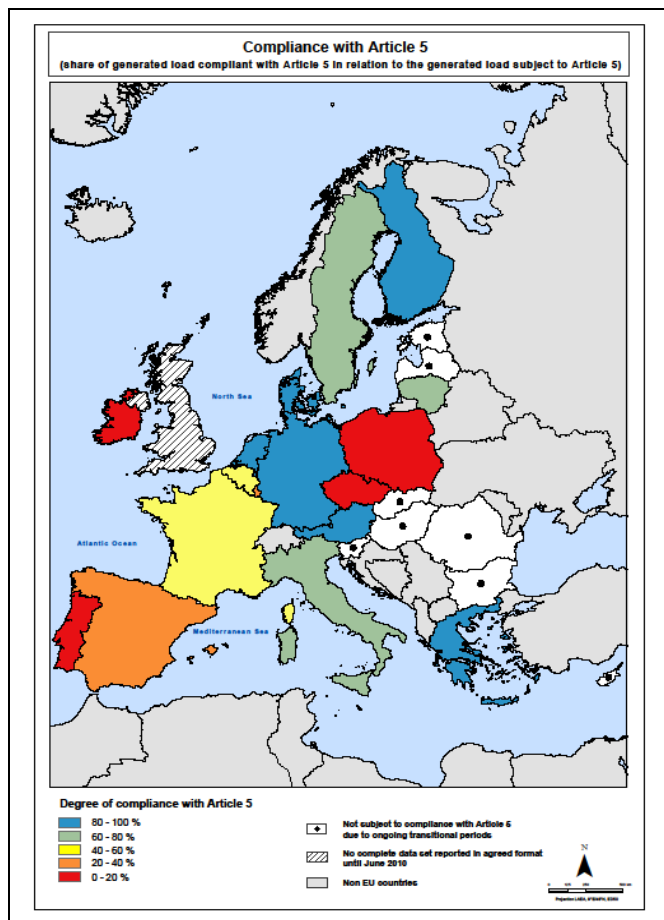 Compliance with Article 5
(share of generated load compliant with Article 5 in relation to the generated load subject to Article 5)
North Sea
Atlantic Ocean
Mediterranean Sea
Degree of compliance with Article 5
80 - 100 %
60 - 80 %
40 - 60 %
20 - 40 %
0 - 20 %
Not subject to compliance with Article 5
due to ongoing transitional periods
No complete data set reported in agreed format
until June 2010
Non EU countries
N